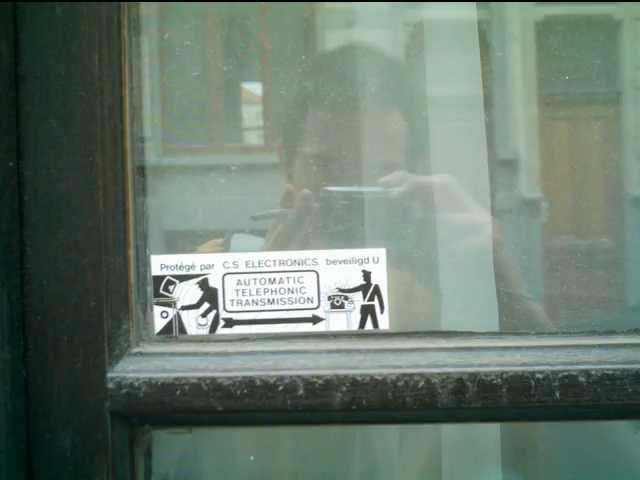 Protégé par C.S ELECTRONICS beveiligd U
AUTOMATIC
TELEPHONIC
TRANSMISSION